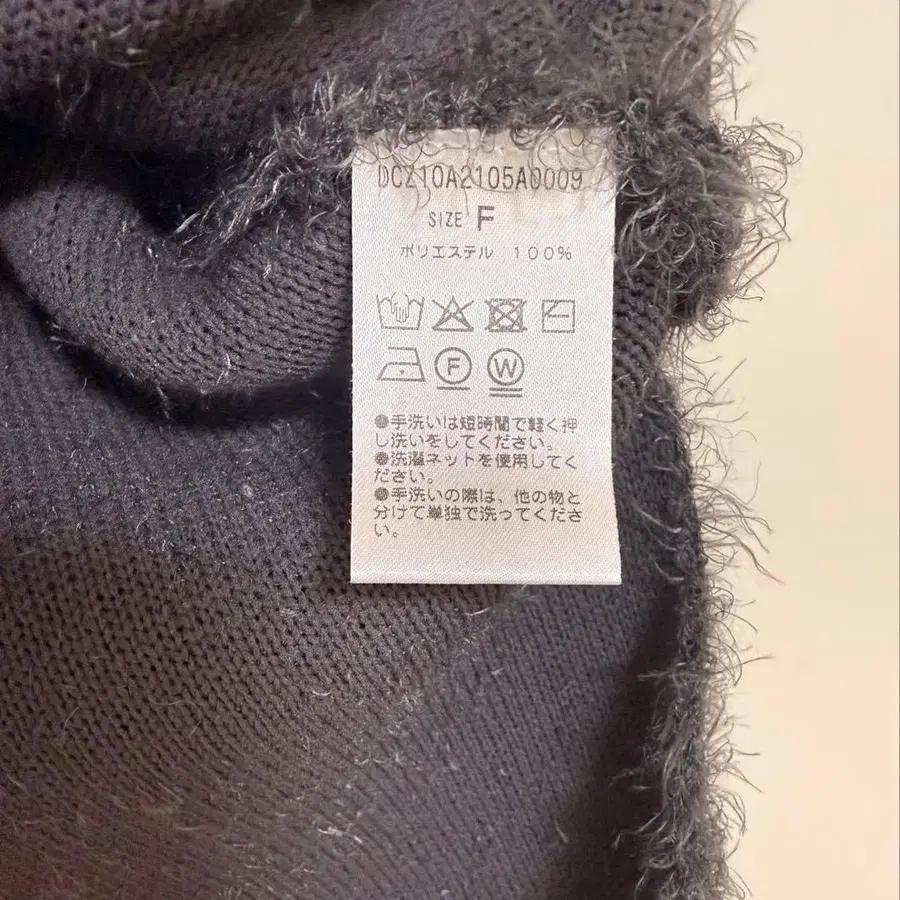 DCZ10A2105A0009
SIZE F
ポリエステル 100%
F W
●手洗いは短時間で軽く押
し洗いをしてください。
●洗濯ネットを使用してく
ださい。
●手洗いの際は、他の物と
分けて単独で洗ってくださ
い。